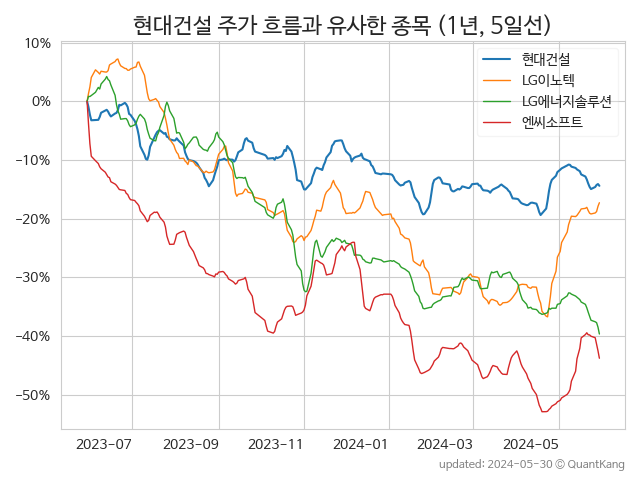 현대건설 주가 흐름과 유사한 종목 (1년, 5일선)
10%
0%
−10%
−20%
−30%
−40%
−50%
현대건설
LG이노텍
LG에너지솔루션
엔씨소프트
2023-07 2023-09 2023-11 2024-01 2024-03 2024-05
updated: 2024-05-30 © QuantKang